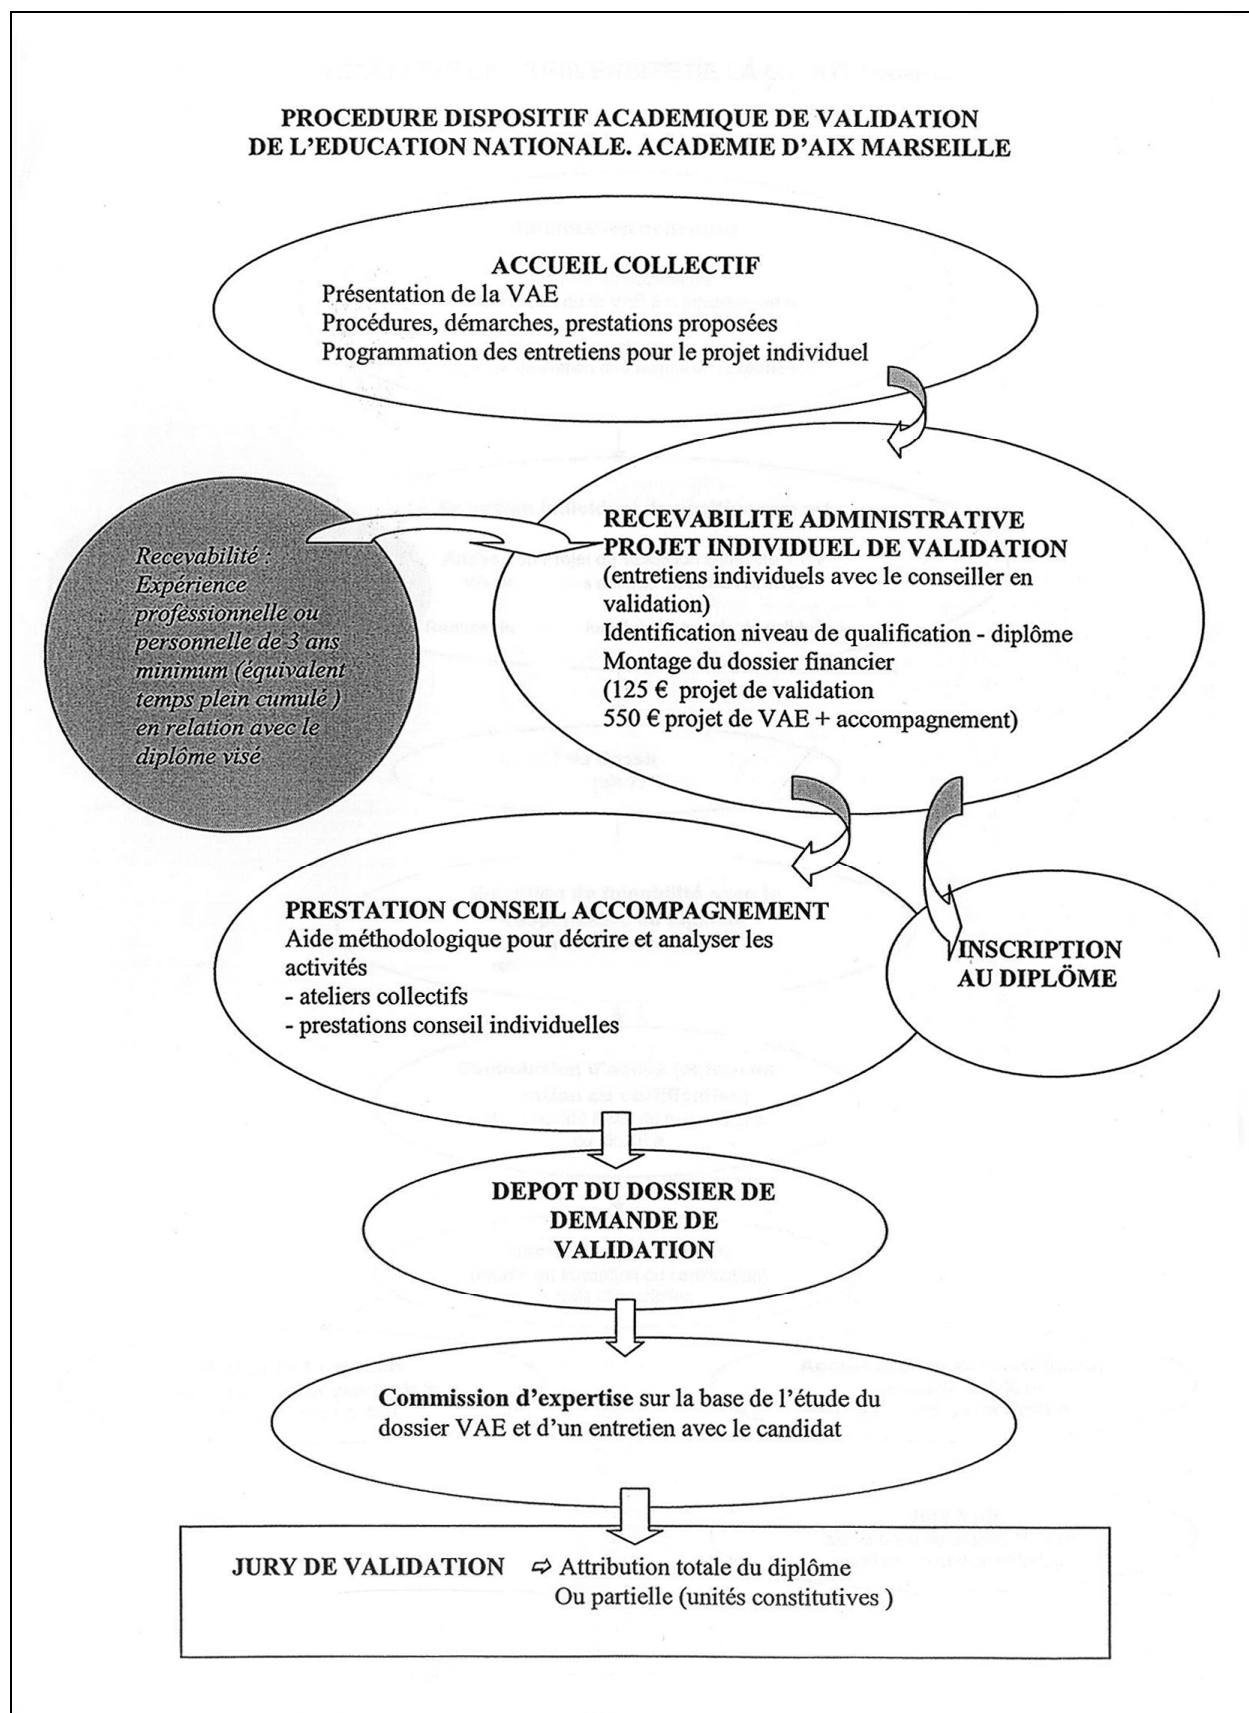 PROCEDURE DISPOSITIF ACADEMIQUE DE VALIDATION
DE L'EDUCATION NATIONALE. ACADEMIE D'AIX MARSEILLE
ACCUEIL COLLECTIF
Présentation de la VAE
Procédures, démarches, prestations proposées
Programmation des entretiens pour le projet individuel
Recevabilité :
Expérience
professionnelle ou
personnelle de 3 ans
minimum (équivalent
temps plein cumulé )
en relation avec le
diplôme visé
RECEVABILITE ADMINISTRATIVE
PROJET INDIVIDUEL DE VALIDATION
(entretiens individuels avec le conseiller en
validation)
Identification niveau de qualification - diplôme
Montage du dossier financier
(125 € projet de validation
550 € projet de VAE + accompagnement)
PRESTATION CONSEIL ACCOMPAGNEMENT
Aide méthodologique pour décrire et analyser les
activités
- ateliers collectifs
- prestations conseil individuelles
INSCRIPTION
AU DIPLÖME
DEPOT DU DOSSIER DE
DEMANDE DE
VALIDATION
Commission d'expertise sur la base de l'étude du
dossier VAE et d'un entretien avec le candidat
JURY DE VALIDATION ⇨ Attribution totale du diplôme
Ou partielle (unités constitutives )